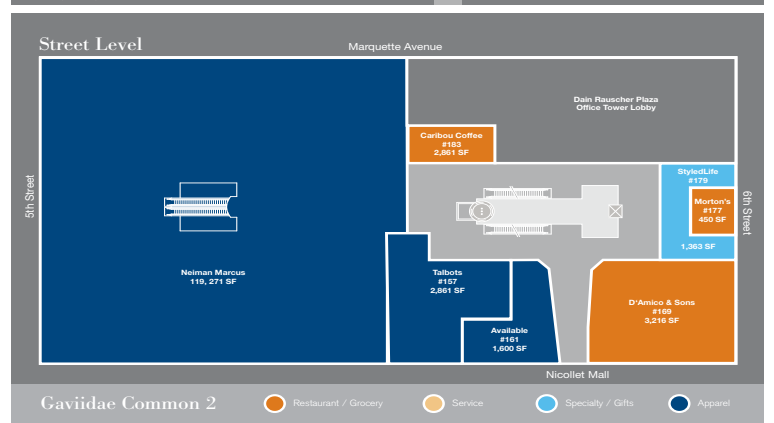 Street Level
Marquette Avenue
Dain Rauscher Plaza
Office Tower Lobby
Caribou Coffee
#183
2,861 SF
StyledLife
#179
Morton's
#177
450 SF
1,363 SF
5th Street
6th Street
Neiman Marcus
119, 271 SF
Talbots
#157
2,861 SF
D'Amico & Sons
#169
3,216 SF
Available
#161
1,600 SF
Nicollet Mall
Gaviidae Common 2
Restaurant / Grocery
Service
Specialty / Gifts
Apparel